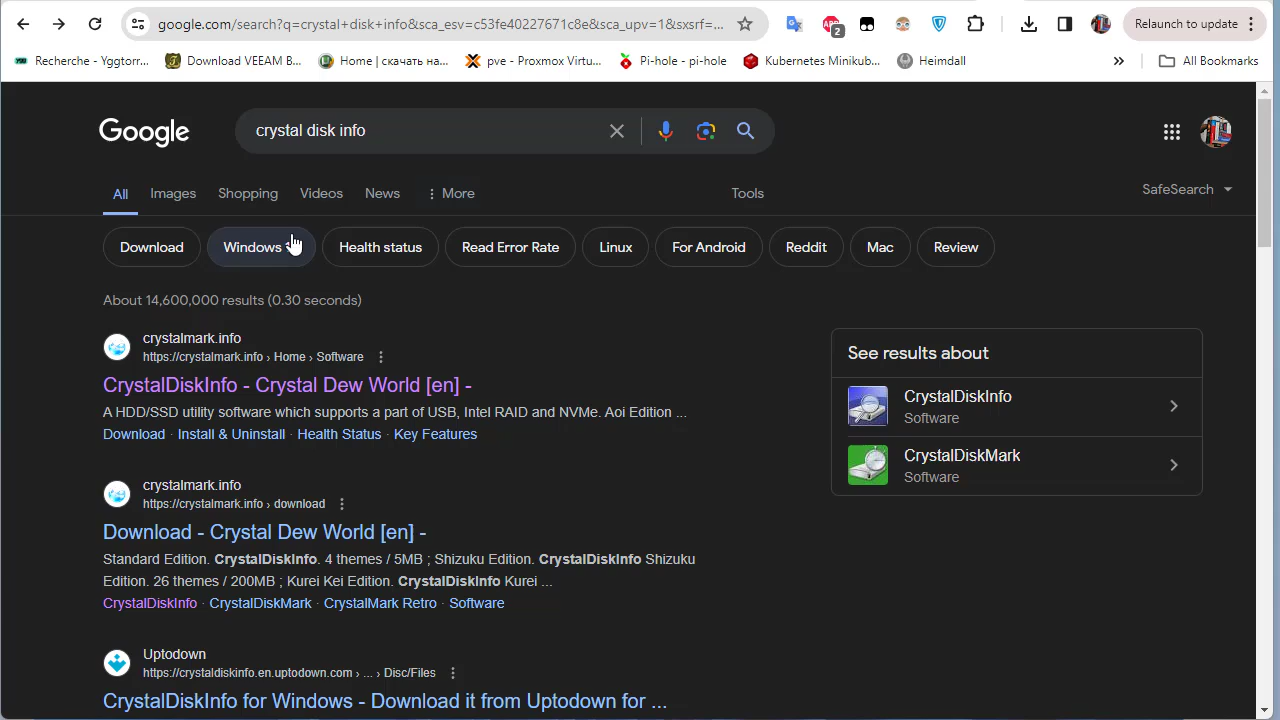 google.com/search?q=crystal+disk+info&sca_esv=c53fe40227671c8e&sca_upv=1&sxsrf=...
2
Relaunch to update
Recherche - Yggtorr...
Download VEEAM B...
Home | скачать на...
pve - Proxmox Virtu...
Pi-hole - pi-hole
Kubernetes Minikub...
Heimdall
»
All Bookmarks
Google
crystal disk info
All
Images
Shopping
Videos
News
More
Tools
SafeSearch
Download
Windows
Health status
Read Error Rate
Linux
For Android
Reddit
Mac
Review
About 14,600,000 results (0.30 seconds)
crystalmark.info
https://crystalmark.info › Home › Software
CrystalDiskInfo - Crystal Dew World [en] -
A HDD/SSD utility software which supports a part of USB, Intel RAID and NVMe. Aoi Edition ...
Download · Install & Uninstall · Health Status · Key Features
See results about
CrystalDiskInfo
Software
CrystalDiskMark
Software
crystalmark.info
https://crystalmark.info › download
Download - Crystal Dew World [en] -
Standard Edition. CrystalDiskInfo. 4 themes / 5MB ; Shizuku Edition. CrystalDiskInfo Shizuku
Edition. 26 themes / 200MB ; Kurei Kei Edition. CrystalDiskInfo Kurei ...
CrystalDiskInfo · CrystalDiskMark · CrystalMark Retro · Software
Uptodown
https://crystaldiskinfo.en.uptodown.com › ... › Disc/Files
CrystalDiskInfo for Windows - Download it from Uptodown for ...